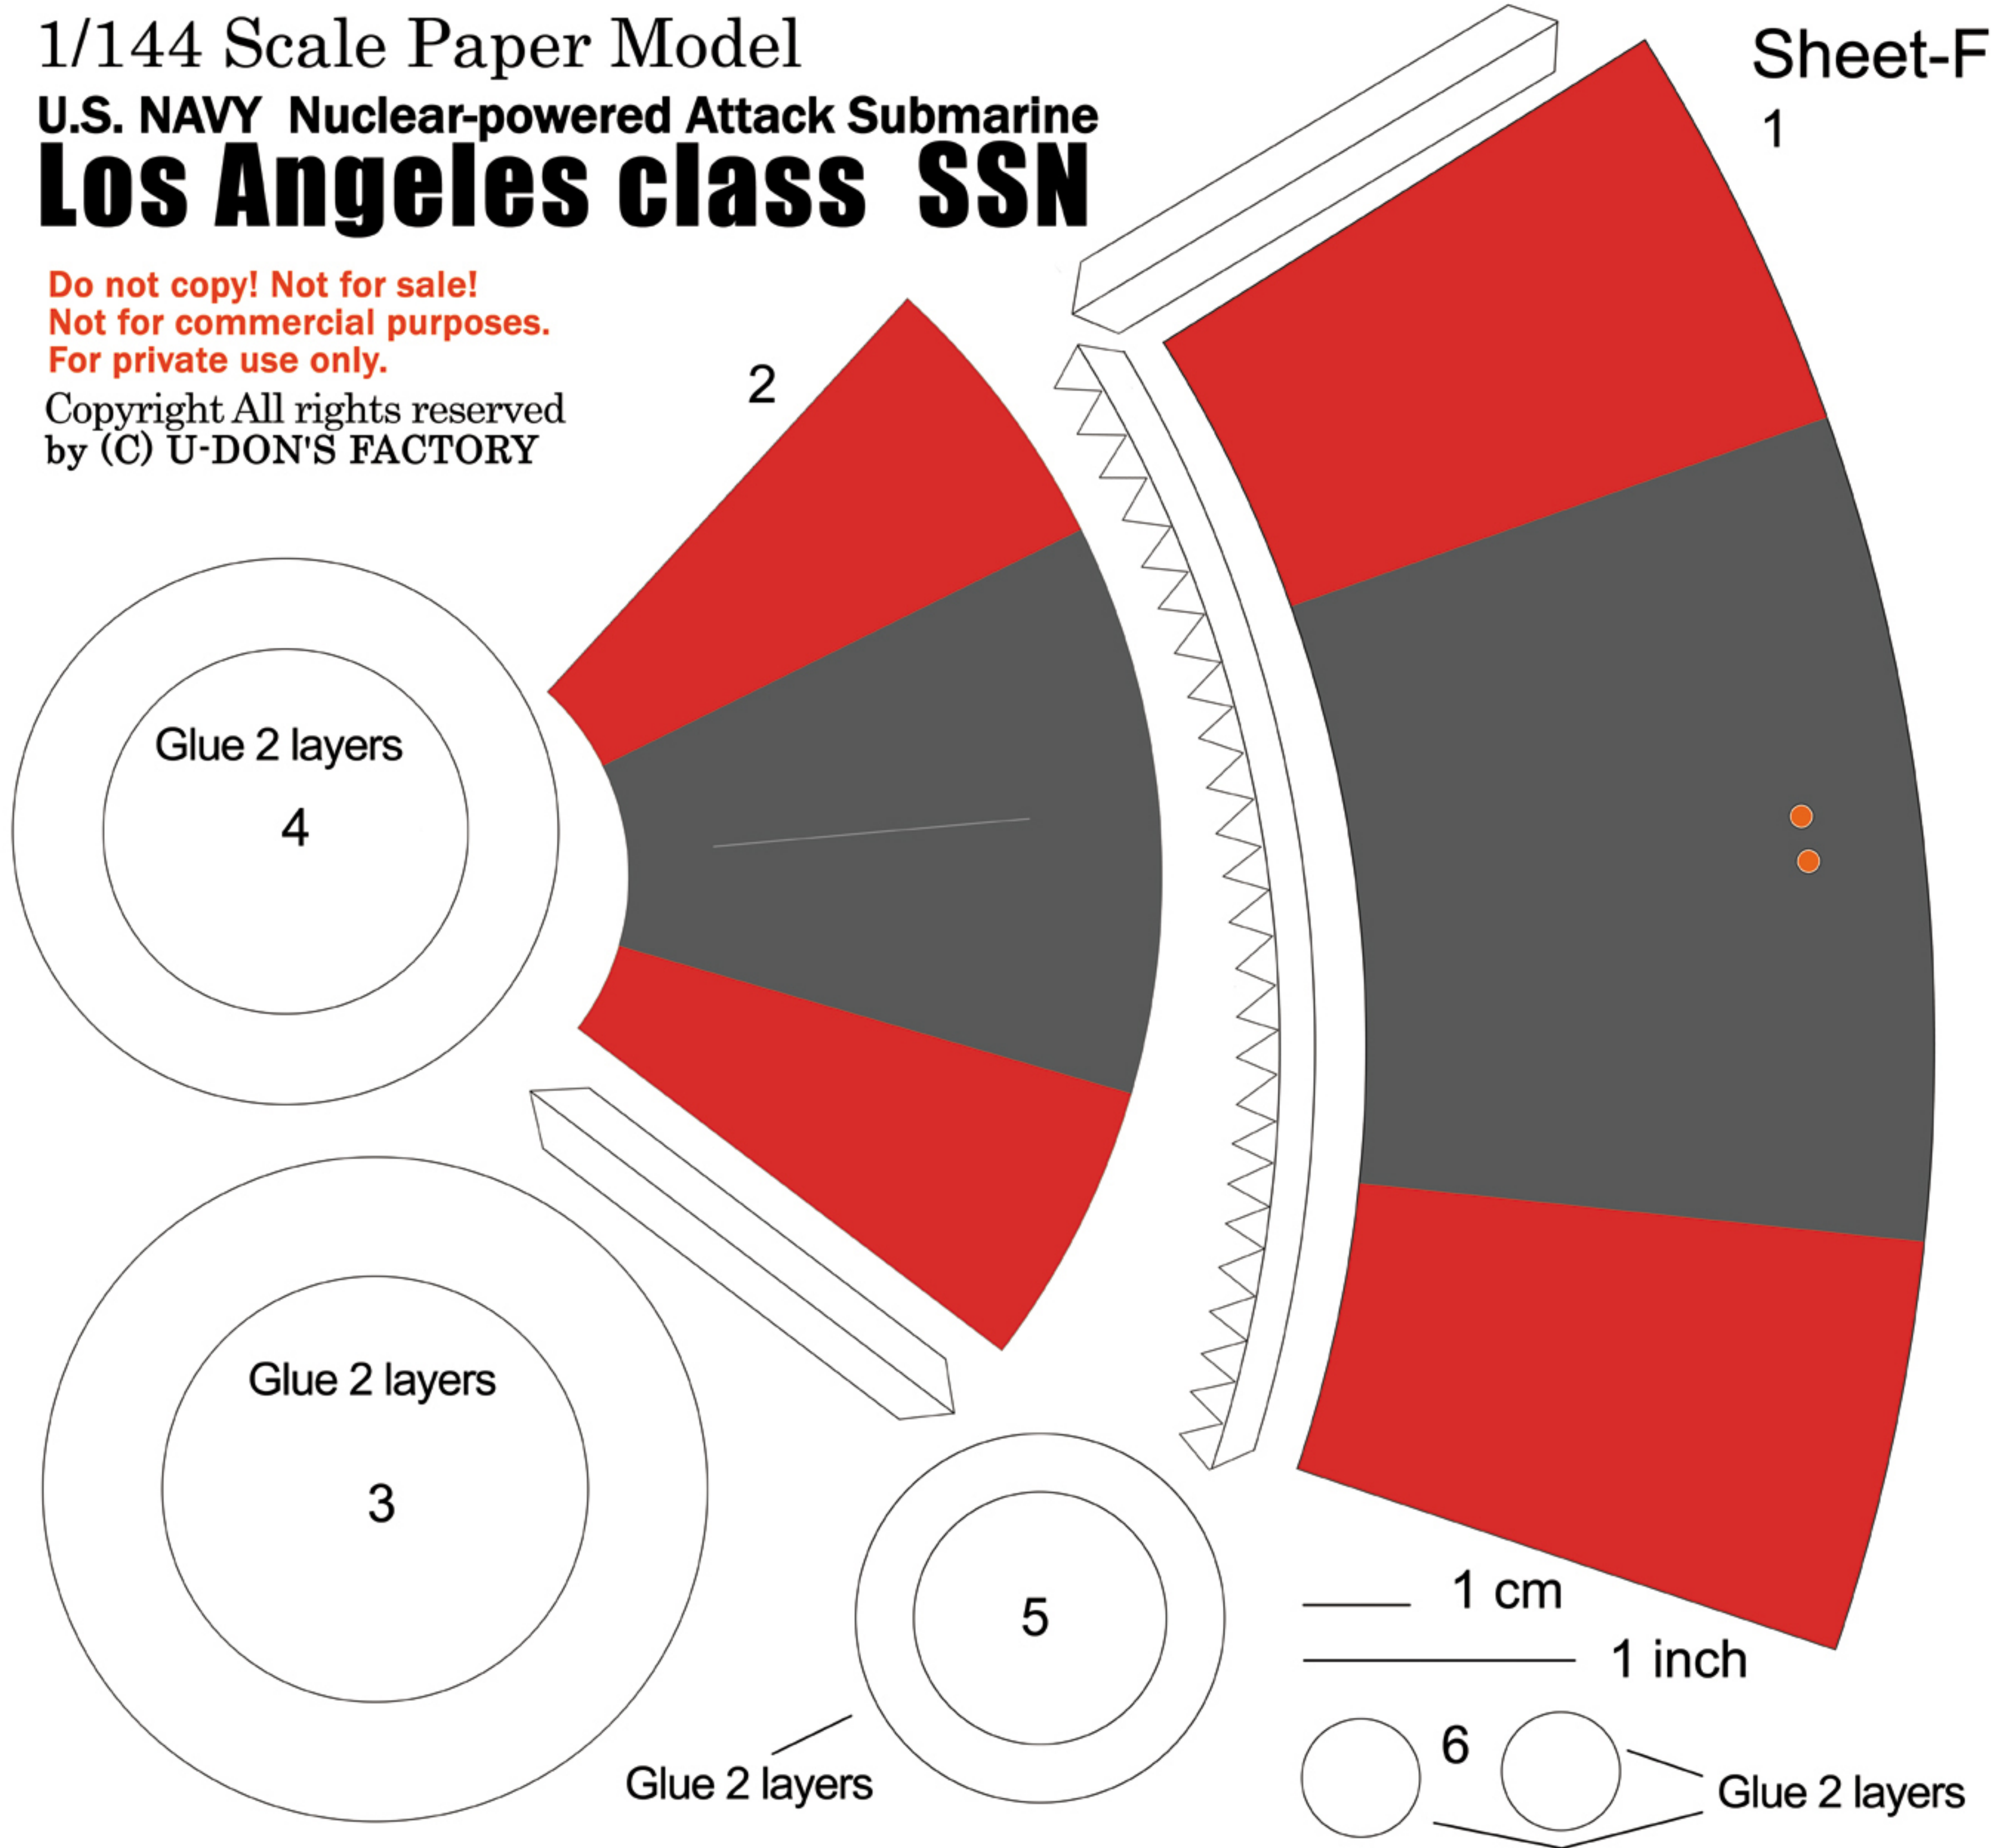 1/144 Scale Paper Model
U.S. NAVY Nuclear-powered Attack Submarine
Los Angeles class SSN
Sheet-F
1
Do not copy! Not for sale!
Not for commercial purposes.
For private use only.
Copyright All rights reserved
by (C) U-DON'S FACTORY
2
Glue 2 layers
4
Glue 2 layers
3
5
Glue 2 layers
1 cm
1 inch
6
Glue 2 layers